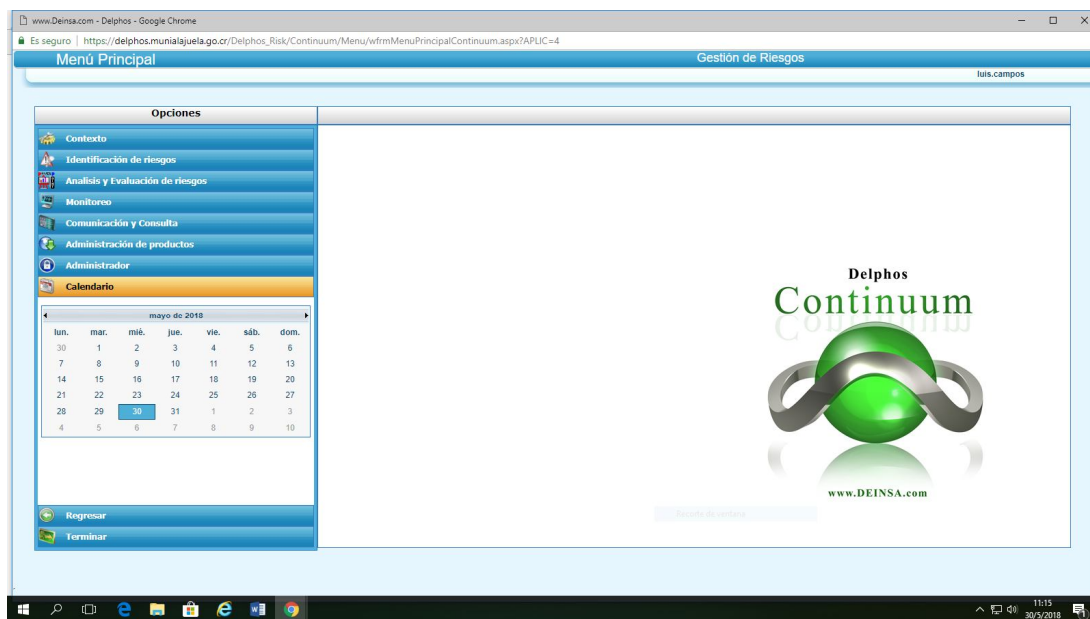 www.Deinsa.com - Delphos - Google Chrome
Es seguro | https://delphos.munialajuela.go.cr/Delphos_Risk/Continuum/Menu/wfrmMenuPrincipalContinuum.aspx?APLIC=4
Menú Principal Gestión de Riesgos
luis.campos
Opciones
Contexto
Identificación de riesgos
Analisis y Evaluación de riesgos
Monitoreo
Comunicación y Consulta
Administración de productos
Administrador
Calendario
mayo de 2018
lun. mar. mié. jue. vie. sáb. dom.
30 1 2 3 4 5 6
7 8 9 10 11 12 13
14 15 16 17 18 19 20
21 22 23 24 25 26 27
28 29 30 31 1 2 3
4 5 6 7 8 9 10
Regresar
Terminar
Delphos
Continuum
www.DEINSA.com
Recorte de ventana
11:15
30/5/2018